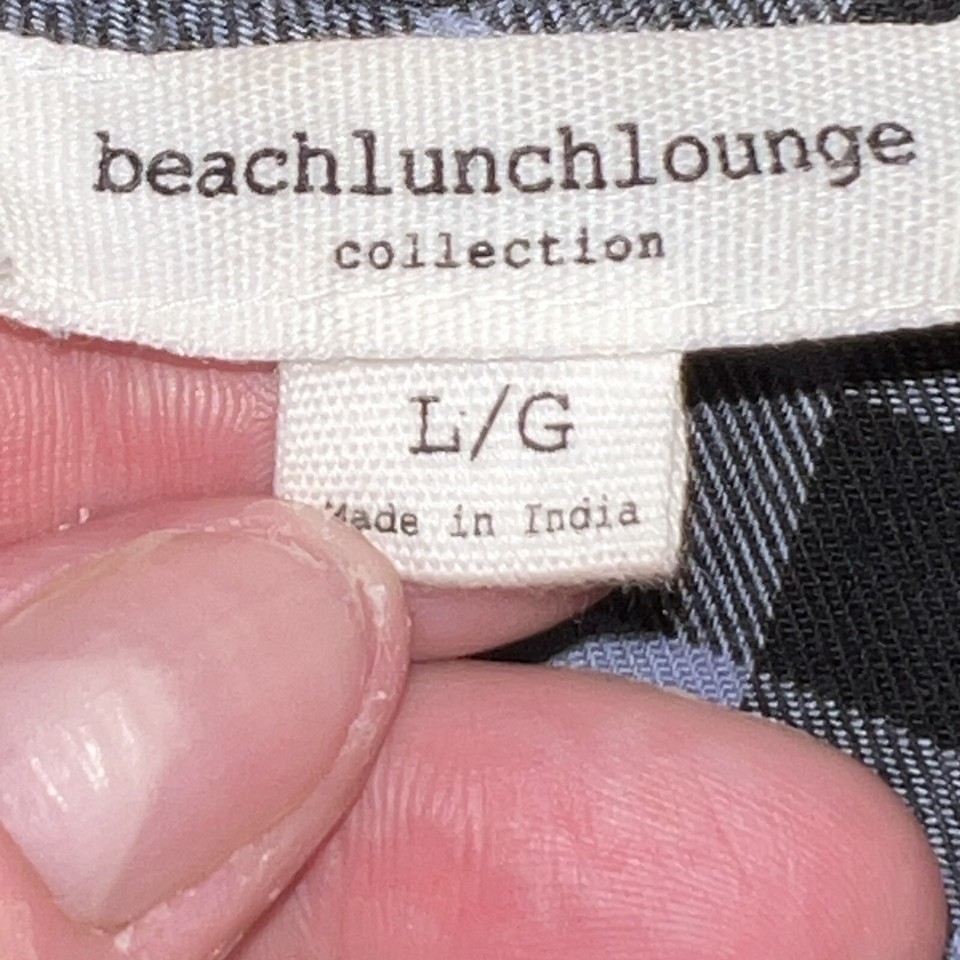 beachlunchlounge
collection
L/G
Made in India